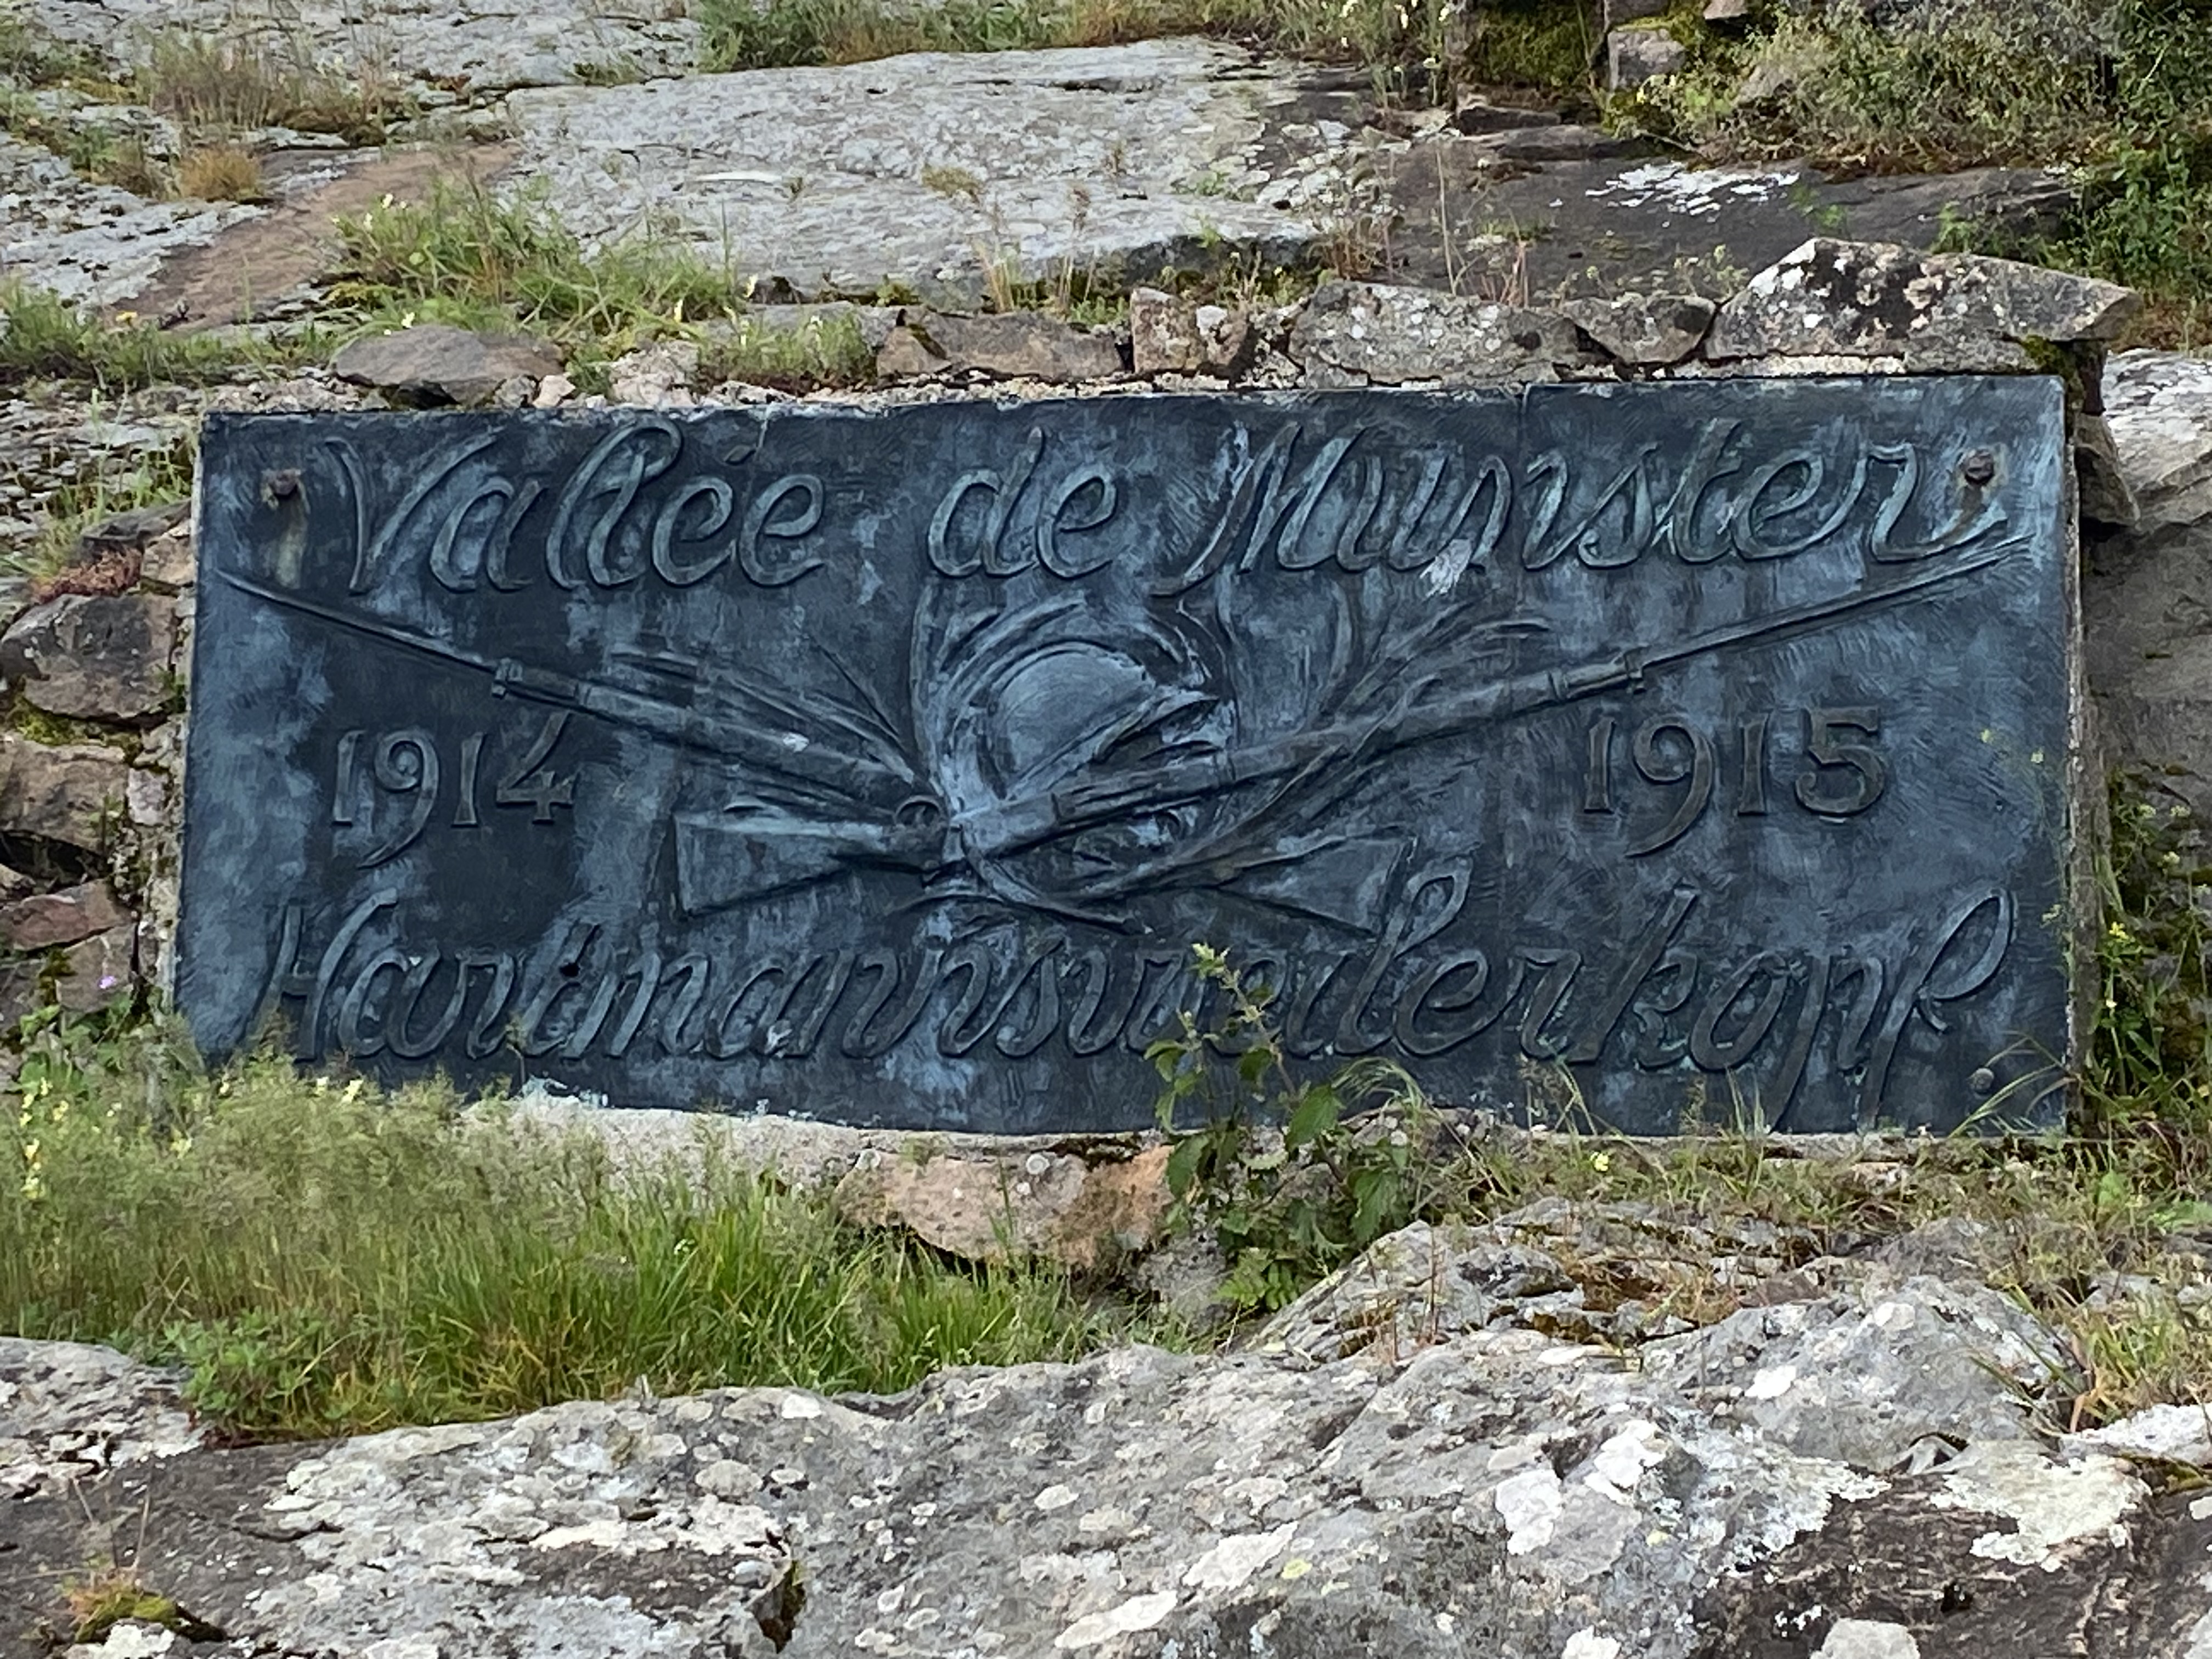 Vallée de Munster
1914 1915
Hartmannswillerkopf